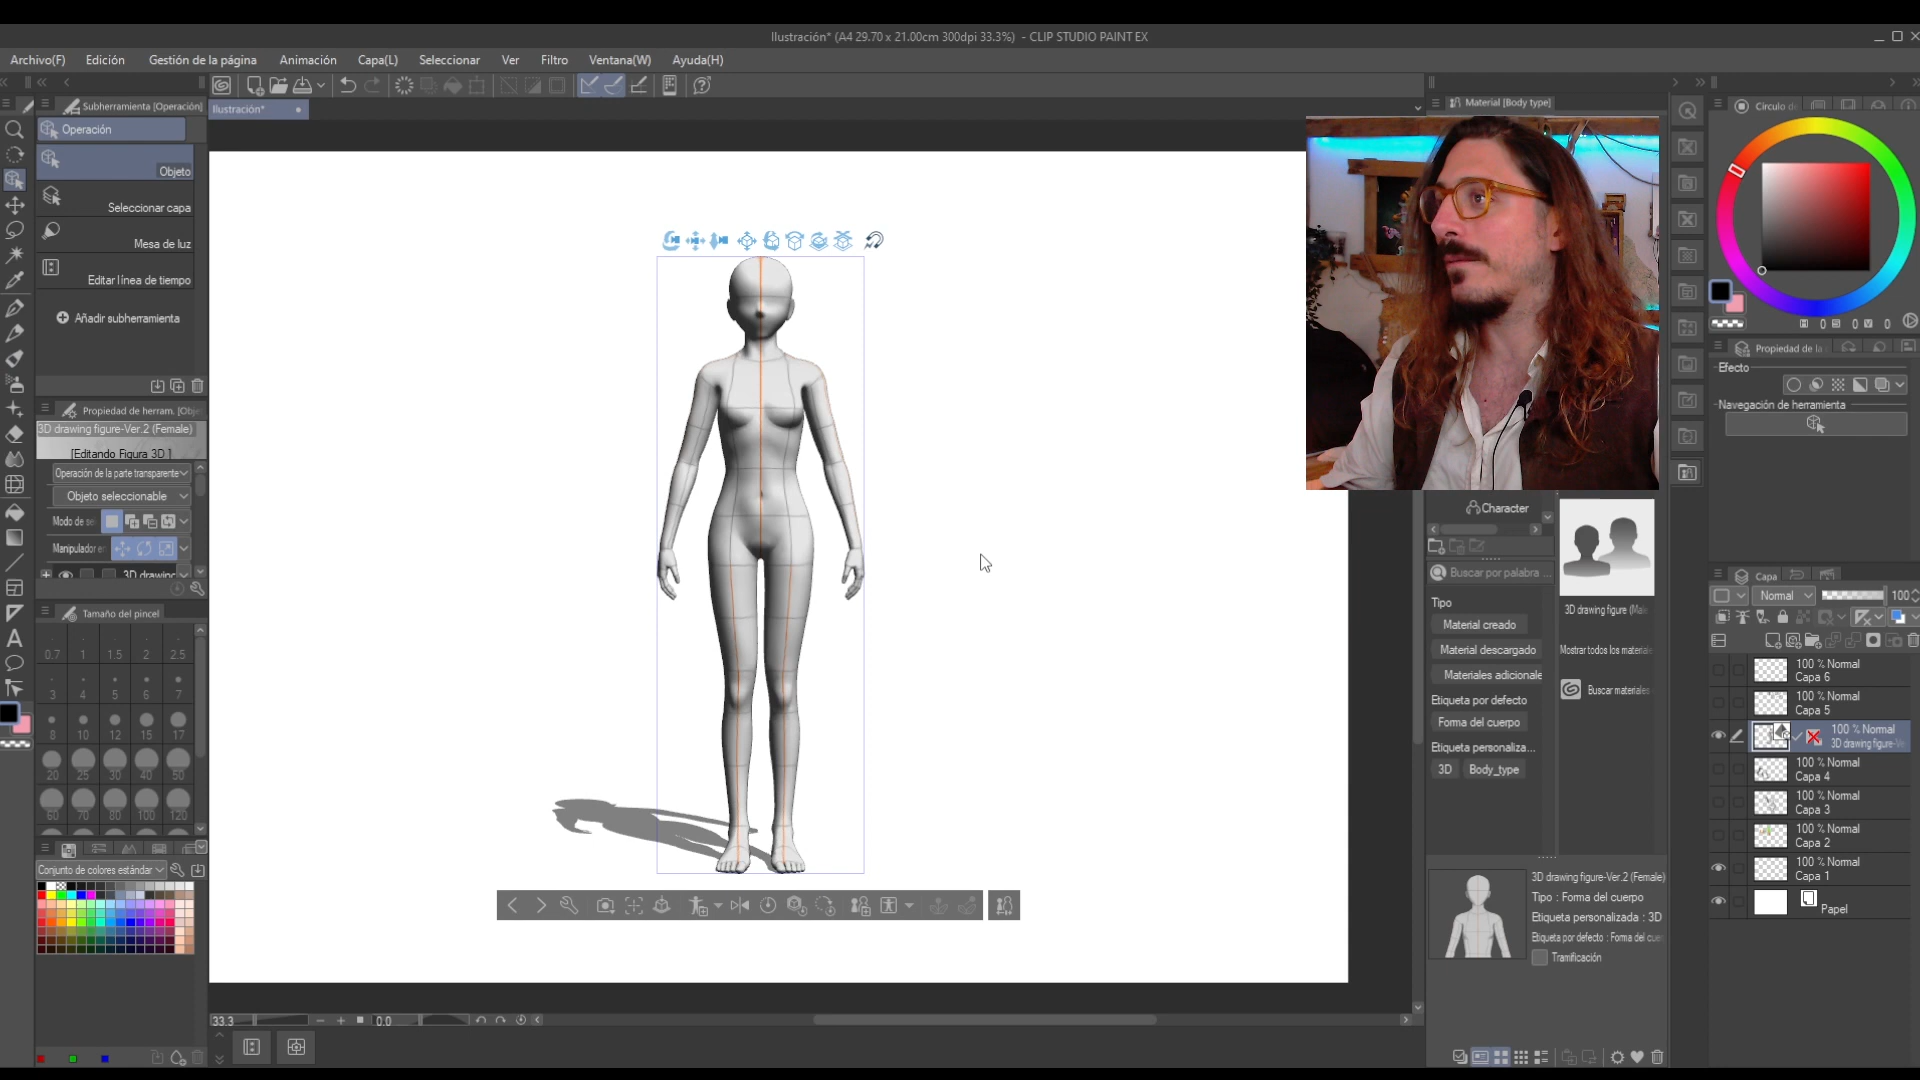 Ilustración* (A4 29.70 x 21.00cm 300dpi 33.3%) - CLIP STUDIO PAINT EX
Archivo(F) Edición Gestión de la página Animación Capa(L) Seleccionar Ver Filtro Ventana(W) Ayuda(H)
Subherramienta [Operación]
Operación
Objeto
Seleccionar capa
Mesa de luz
Editar línea de tiempo
Añadir subherramienta
Propiedad de herram. [Obje
3D drawing figure-Ver.2 (Female)
[Editando Figura 3D ]
Operación de la parte transparente
Objeto seleccionable
Modo de sel
Manipulador en
3D drawing
Tamaño del pincel
0.7 1 1.5 2 2.5
3 4 5 6 7
8 10 12 15 17
20 25 30 40 50
60 70 80 100 120
Conjunto de colores estándar
Ilustración*
33.3
0.0
Material [Body type]
Character
Buscar por palabra ...
Tipo
Material creado
Material descargado
Materiales adicionale
Etiqueta por defecto
Forma del cuerpo
Etiqueta personaliza...
3D Body_type
3D drawing figure (Male
Mostrar todos los materiale
Buscar materiales
3D drawing figure-Ver.2 (Female)
Tipo : Forma del cuerpo
Etiqueta personalizada : 3D
Etiqueta por defecto : Forma del cuer
Tramificación
Círculo de
0 0 0
Propiedad de la
Efecto
Navegación de herramienta
Capa
Normal 100
100 % Normal
Capa 6
100 % Normal
Capa 5
100 % Normal
3D drawing figure-Ve
100 % Normal
Capa 4
100 % Normal
Capa 3
100 % Normal
Capa 2
100 % Normal
Capa 1
Papel